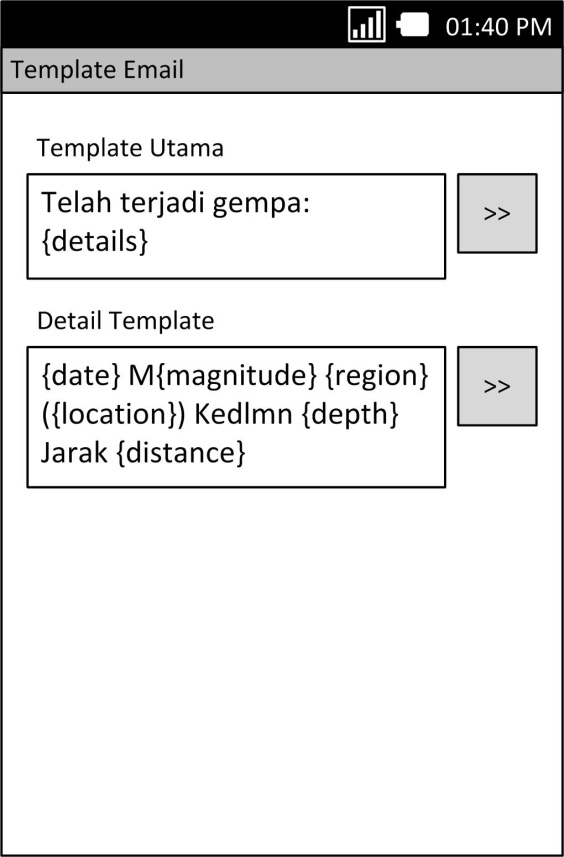 01:40 PM
Template Email
Template Utama
Telah terjadi gempa:
{details}
>>
Detail Template
{date} M{magnitude} {region}
({location}) Kedlmn {depth}
Jarak {distance}
>>